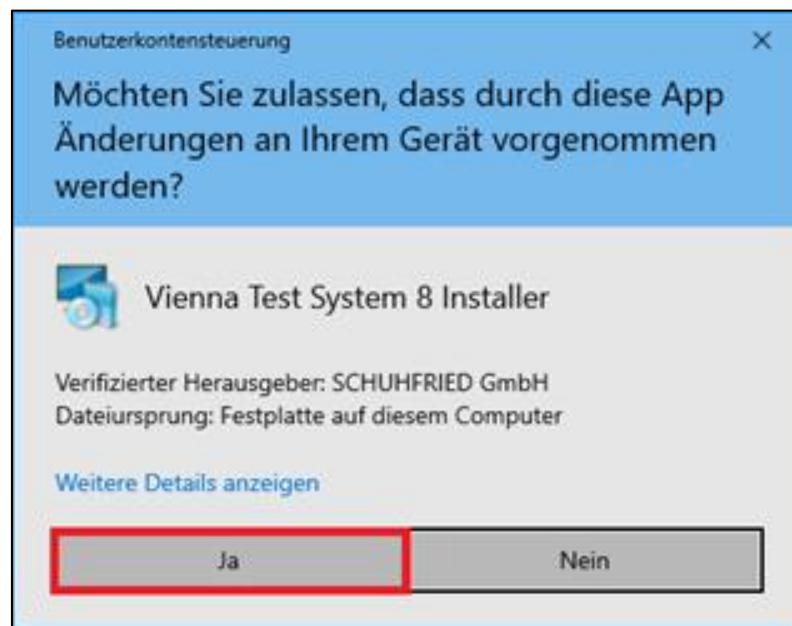 Benutzerkontensteuerung
Möchten Sie zulassen, dass durch diese App
Änderungen an Ihrem Gerät vorgenommen
werden?
Vienna Test System 8 Installer
Verifizierter Herausgeber: SCHUHFRIED GmbH
Dateiursprung: Festplatte auf diesem Computer
Weitere Details anzeigen
Ja
Nein